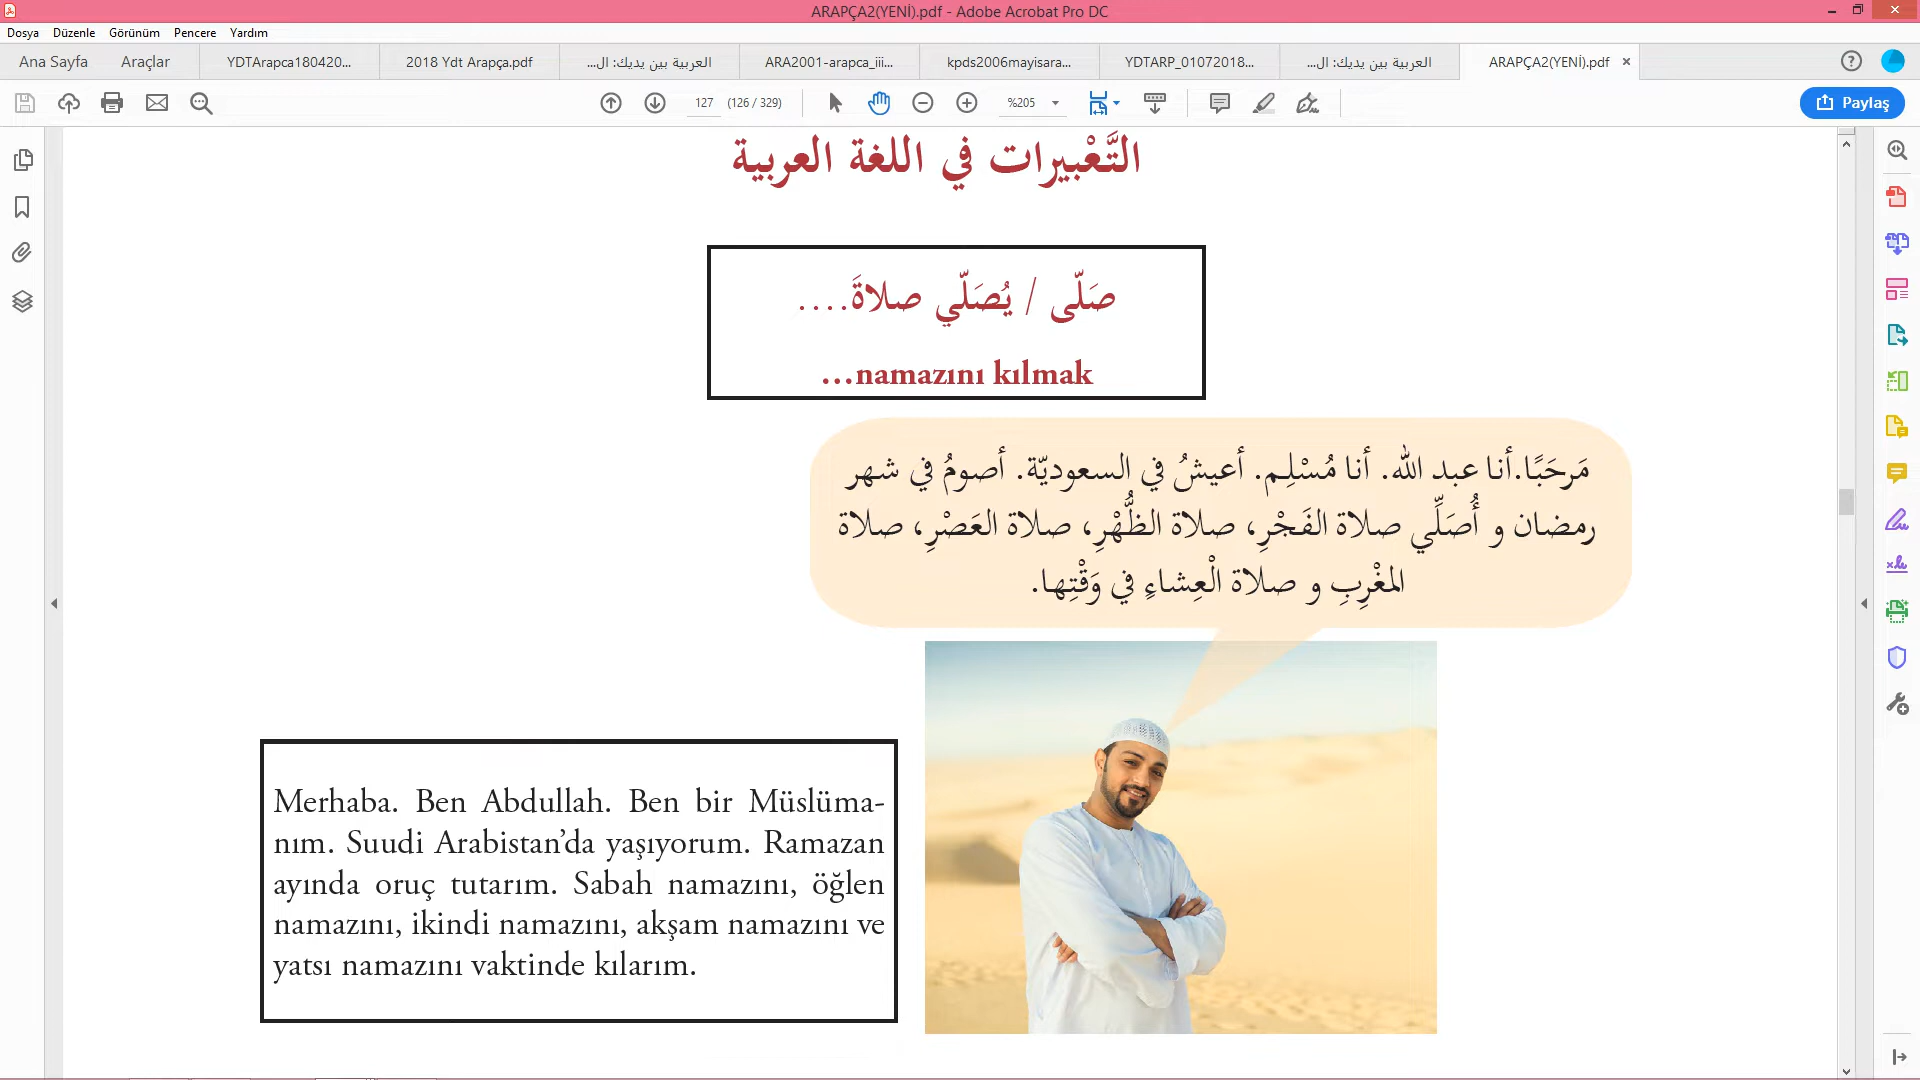 ARAPÇA2(YENİ).pdf - Adobe Acrobat Pro DC
Dosya Düzenle Görünüm Pencere Yardım
Ana Sayfa Araçlar YDTArapca180420... 2018 Ydt Arapça.pdf العربية بين يديك: ال... ARA2001-arapca_iii... kpds2006mayisara... YDTARP_01072018... العربية بين يديك: ال... ARAPÇA2(YENİ).pdf
127 (126 / 329) %205 Paylaş
التَّعْبيرات في اللغة العربية
صَلّى / يُصَلّي صلاةَ....
...namazını kılmak
مَرحَبًا.أنا عبد الله. أنا مُسْلِم. أعيشُ في السعوديّة. أصومُ في شهر
رمضان و أُصَلِّي صلاة الفَجْرِ، صلاة الظُّهْرِ، صلاة العَصْرِ، صلاة
المغْرِبِ و صلاة الْعِشاءِ في وَقْتِها.
Merhaba. Ben Abdullah. Ben bir Müslüma-
nım. Suudi Arabistan’da yaşıyorum. Ramazan
ayında oruç tutarım. Sabah namazını, öğlen
namazını, ikindi namazını, akşam namazını ve
yatsı namazını vaktinde kılarım.